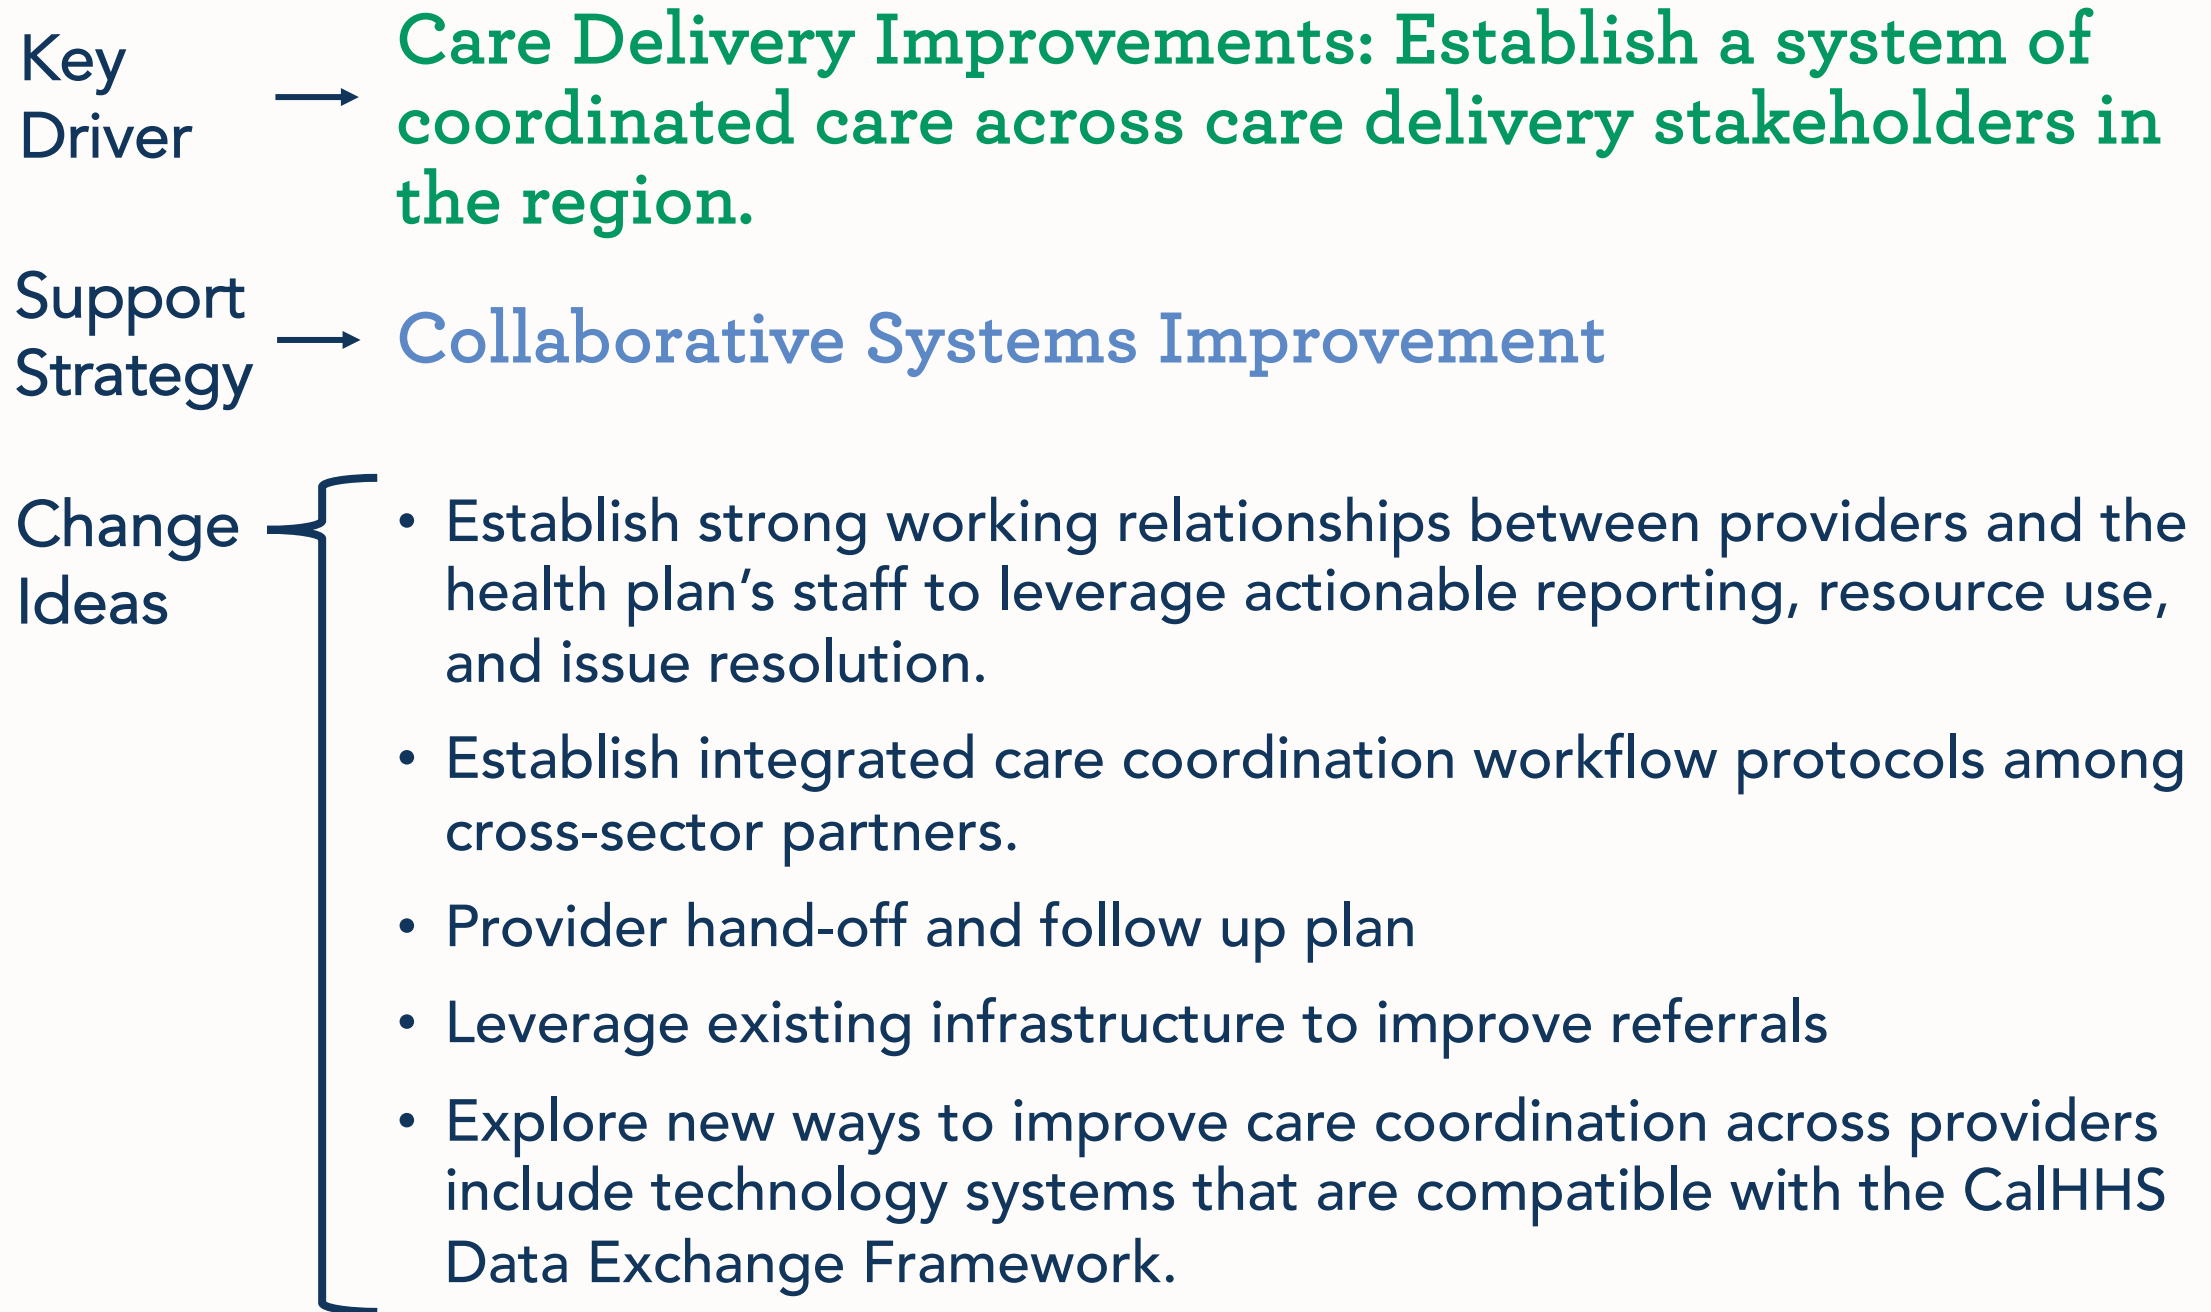 Key
Driver
Care Delivery Improvements: Establish a system of
coordinated care across care delivery stakeholders in
the region.
Support
Strategy
Collaborative Systems Improvement
Change
Ideas
• Establish strong working relationships between providers and the
health plan’s staff to leverage actionable reporting, resource use,
and issue resolution.
• Establish integrated care coordination workflow protocols among
cross-sector partners.
• Provider hand-off and follow up plan
• Leverage existing infrastructure to improve referrals
• Explore new ways to improve care coordination across providers
include technology systems that are compatible with the CalHHS
Data Exchange Framework.